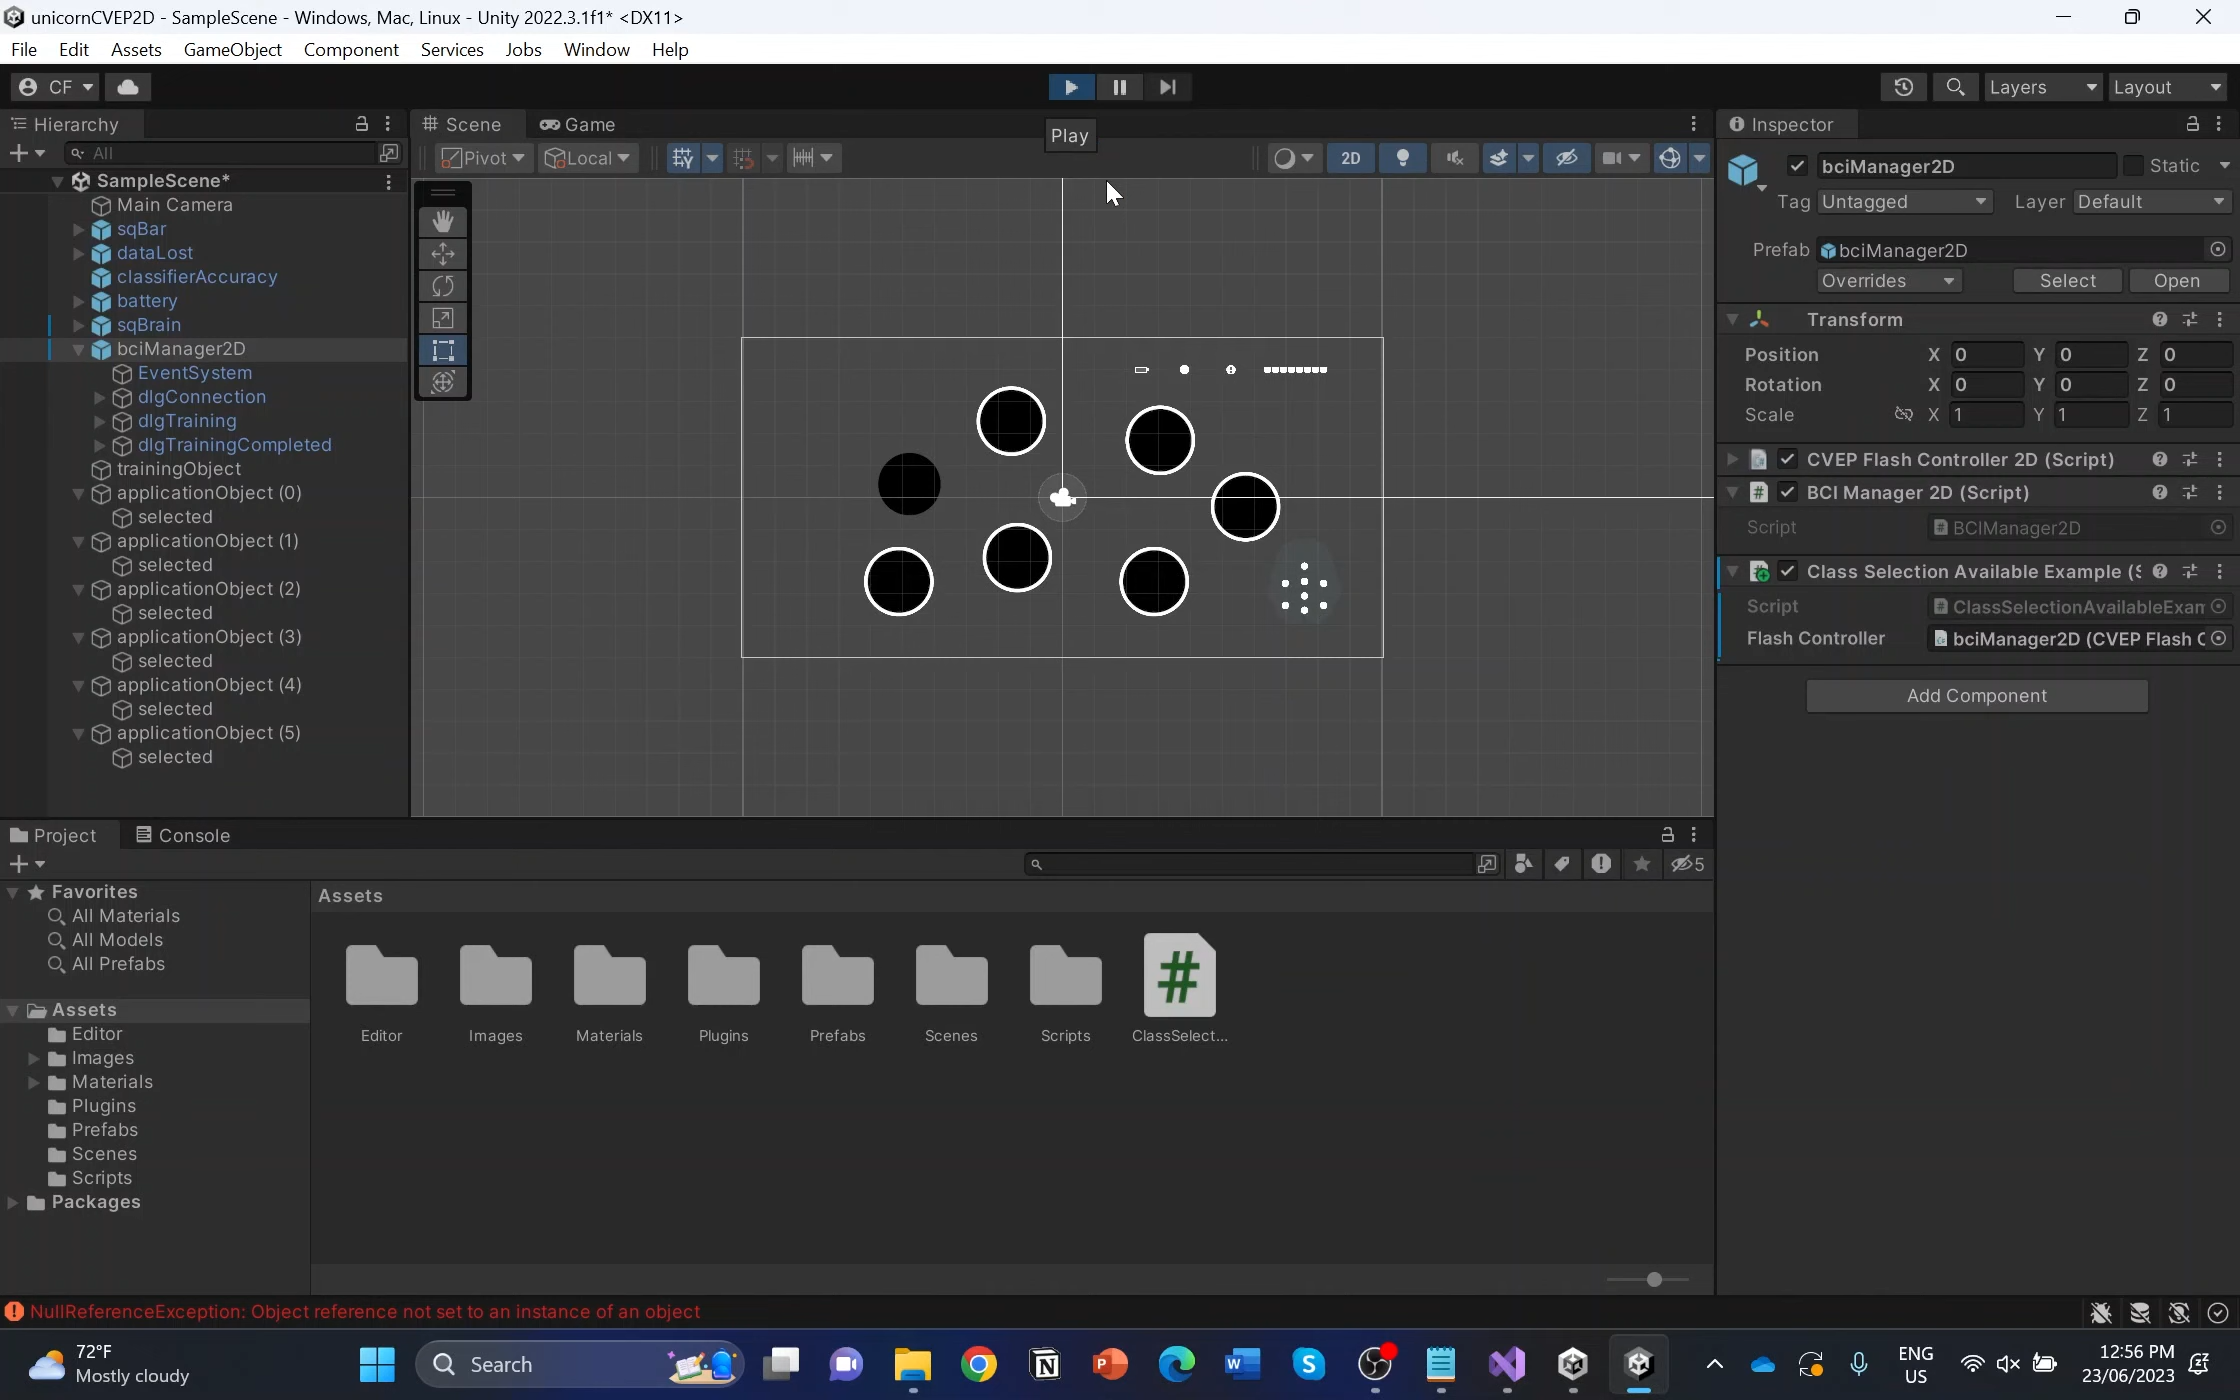 unicornCVEP2D - SampleScene - Windows, Mac, Linux - Unity 2022.3.1f1* <DX11>
File Edit Assets GameObject Component Services Jobs Window Help
CF
Layers Layout
Hierarchy
All
SampleScene*
Main Camera
sqBar
dataLost
classifierAccuracy
battery
sqBrain
bciManager2D
EventSystem
dlgConnection
dlgTraining
dlgTrainingCompleted
trainingObject
applicationObject (0)
selected
applicationObject (1)
selected
applicationObject (2)
selected
applicationObject (3)
selected
applicationObject (4)
selected
applicationObject (5)
selected
Scene Game
Play
Pivot Local 2D
Inspector
bciManager2D Static
Tag Untagged Layer Default
Prefab bciManager2D
Overrides Select Open
Transform
Position X 0 Y 0 Z 0
Rotation X 0 Y 0 Z 0
Scale X 1 Y 1 Z 1
# CVEP Flash Controller 2D (Script)
# BCI Manager 2D (Script)
Script BCIManager2D
Class Selection Available Example (S
Script ClassSelectionAvailableExam
Flash Controller bciManager2D (CVEP Flash C
Add Component
Project Console
5
Favorites
All Materials
All Models
All Prefabs
Assets
Editor
Images
Materials
Plugins
Prefabs
Scenes
Scripts
Packages
Assets
#
Editor Images Materials Plugins Prefabs Scenes Scripts ClassSelect...
NullReferenceException: Object reference not set to an instance of an object
72°F
Mostly cloudy
Search
ENG
US
12:56 PM
23/06/2023